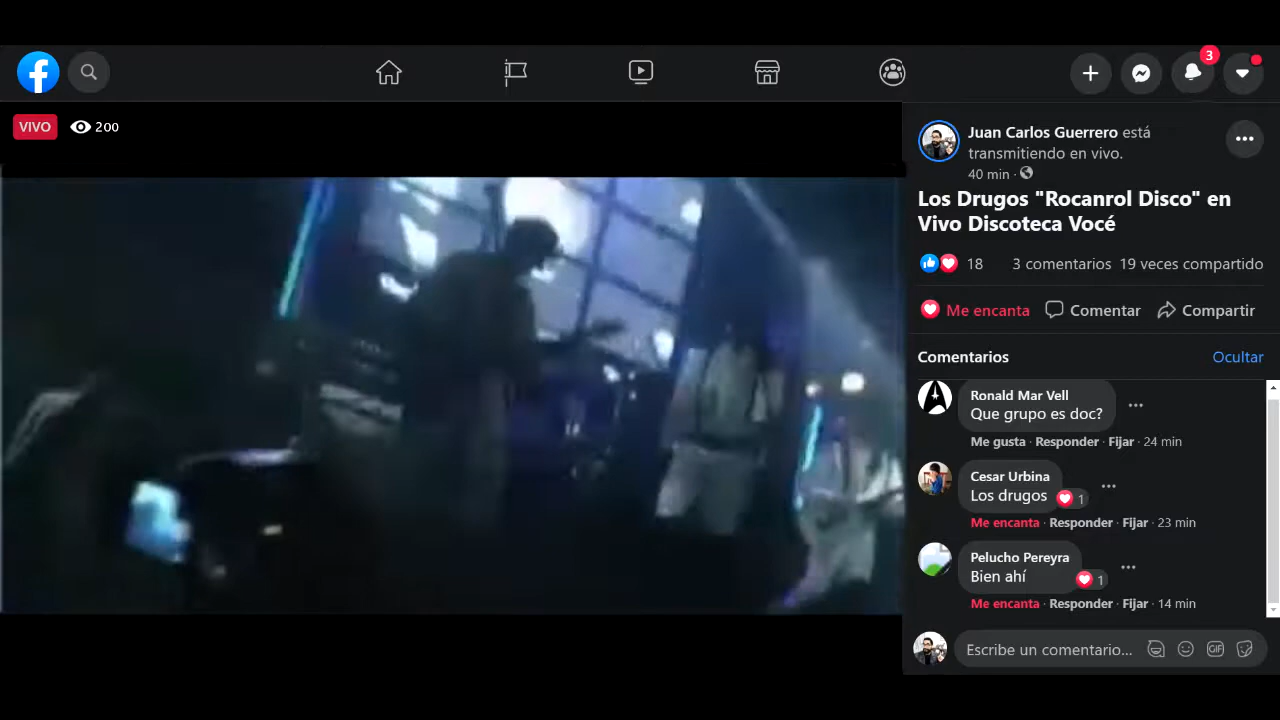 3
VIVO 200
Juan Carlos Guerrero está
transmitiendo en vivo.
40 min ·
Los Drugos "Rocanrol Disco" en
Vivo Discoteca Vocé
18 3 comentarios 19 veces compartido
Me encanta Comentar Compartir
Comentarios Ocultar
Ronald Mar Vell
Que grupo es doc?
Me gusta · Responder · Fijar · 24 min
Cesar Urbina
Los drugos 1
Me encanta · Responder · Fijar · 23 min
Pelucho Pereyra
Bien ahí 1
Me encanta · Responder · Fijar · 14 min
Escribe un comentario... GIF